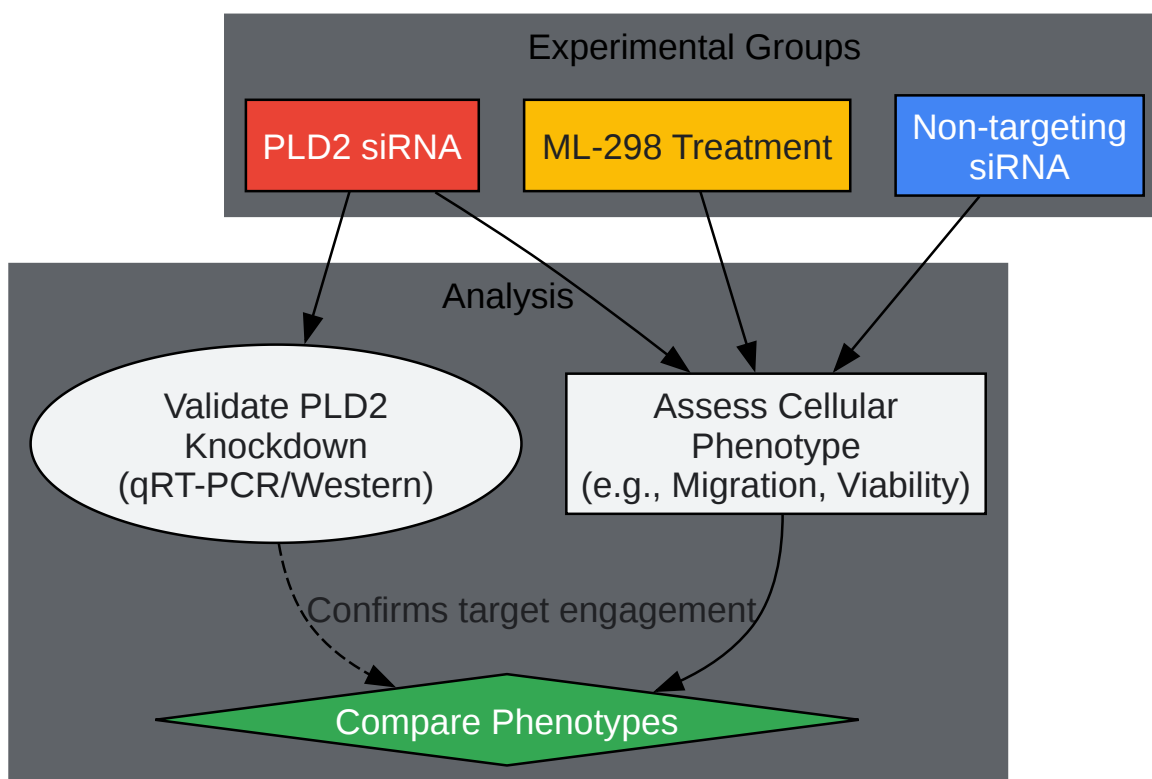 Experimental Groups
PLD2 siRNA
ML-298 Treatment
Non-targeting
siRNA
Analysis
Validate PLD2
Knockdown
(qRT-PCR/Western)
Assess Cellular
Phenotype
(e.g., Migration, Viability)
Confirms target engagement
Compare Phenotypes